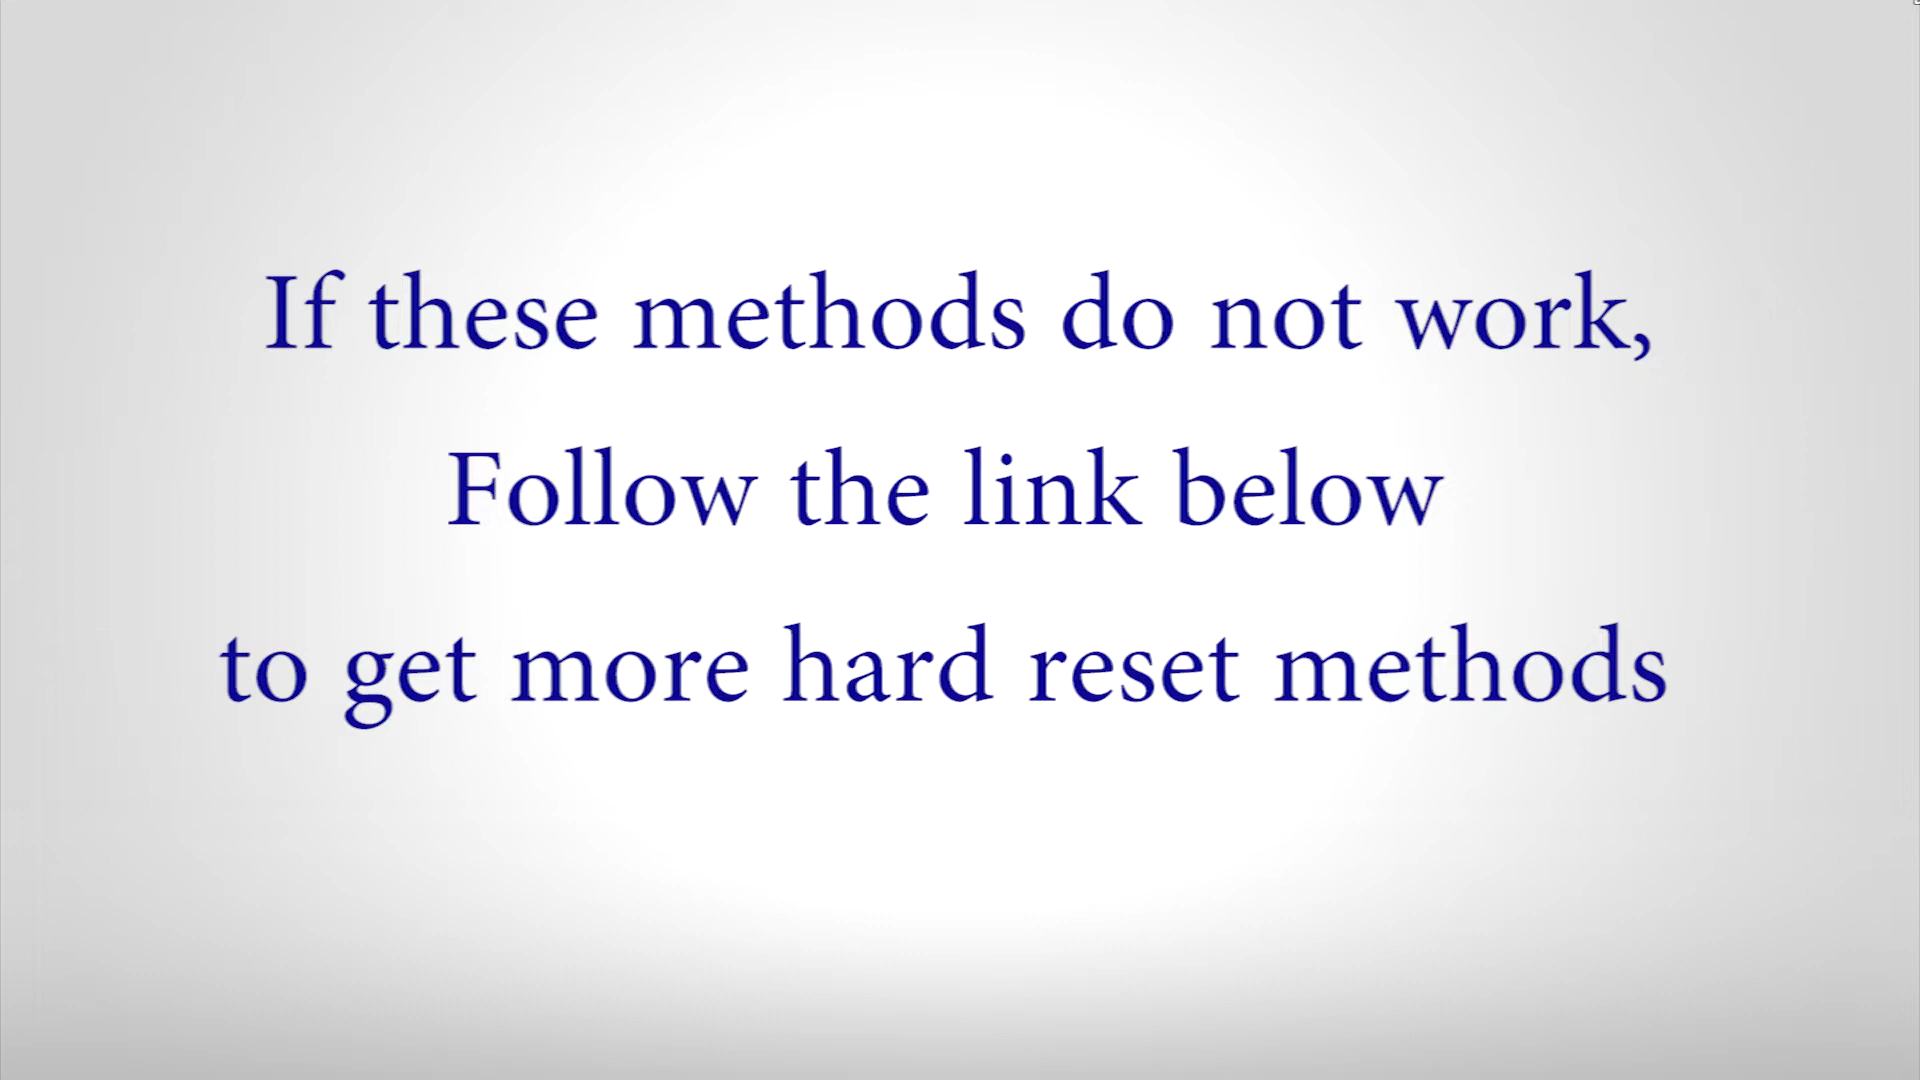 If these methods do not work,
Follow the link below
to get more hard reset methods